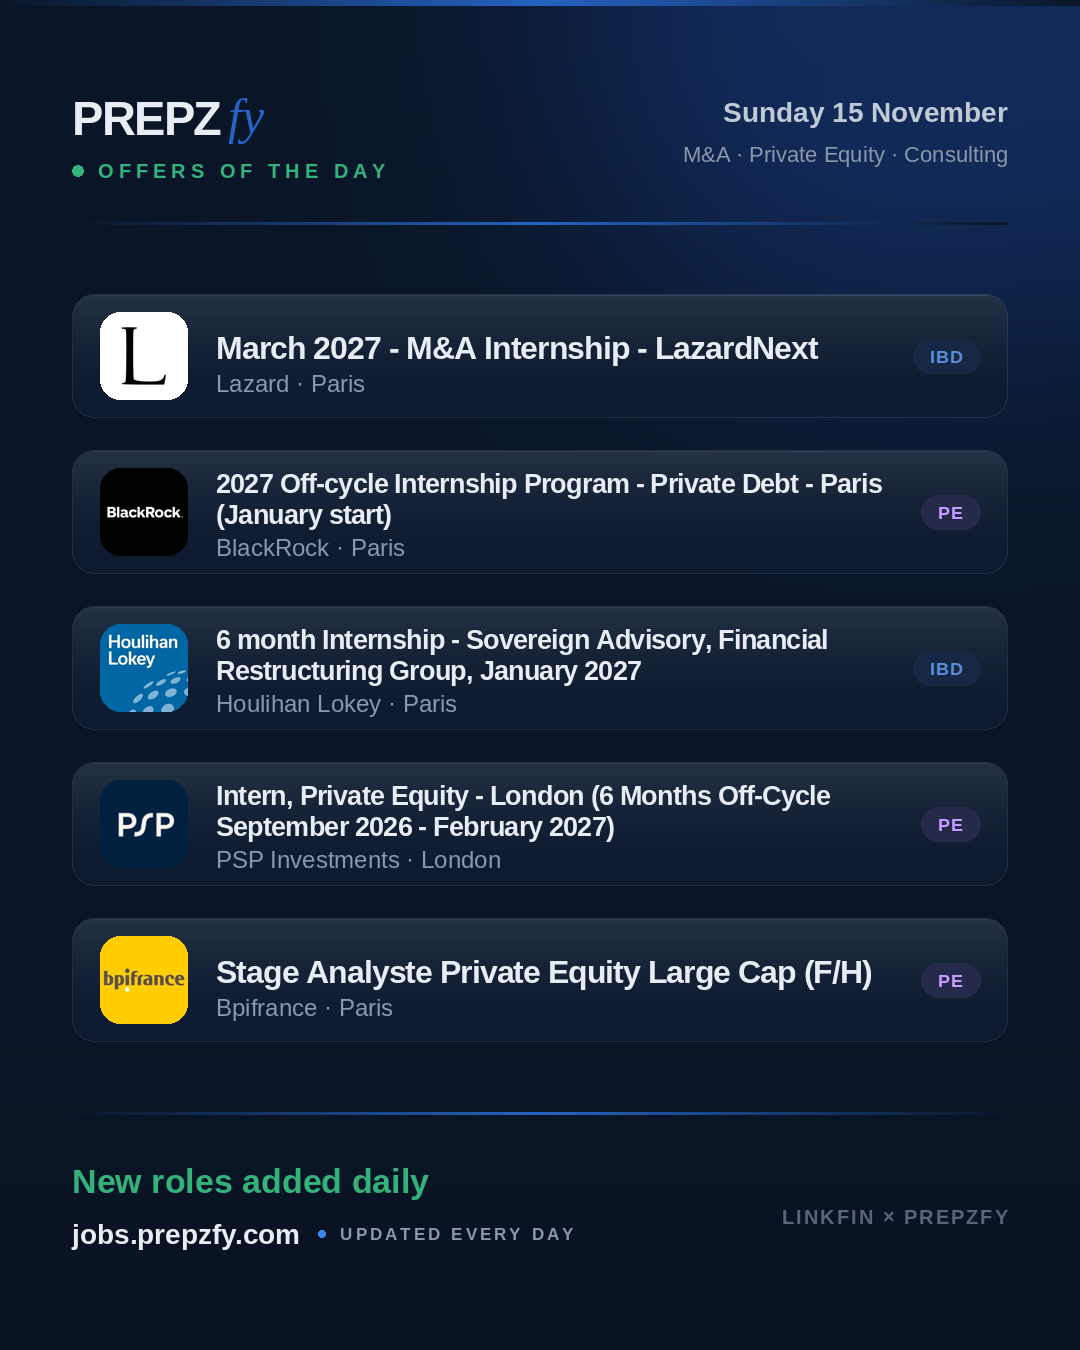 PREPZ fy
Sunday 15 November
OFFERS OF THE DAY
M&A · Private Equity · Consulting
L
March 2027 - M&A Internship - LazardNext
Lazard · Paris
IBD
BlackRock.
2027 Off-cycle Internship Program - Private Debt - Paris
(January start)
BlackRock · Paris
PE
Houlihan
Lokey
6 month Internship - Sovereign Advisory, Financial
Restructuring Group, January 2027
Houlihan Lokey · Paris
IBD
PSP
Intern, Private Equity - London (6 Months Off-Cycle
September 2026 - February 2027)
PSP Investments · London
PE
bpifrance
Stage Analyste Private Equity Large Cap (F/H)
Bpifrance · Paris
PE
New roles added daily
jobs.prepzfy.com • UPDATED EVERY DAY
LINKFIN × PREPZFY